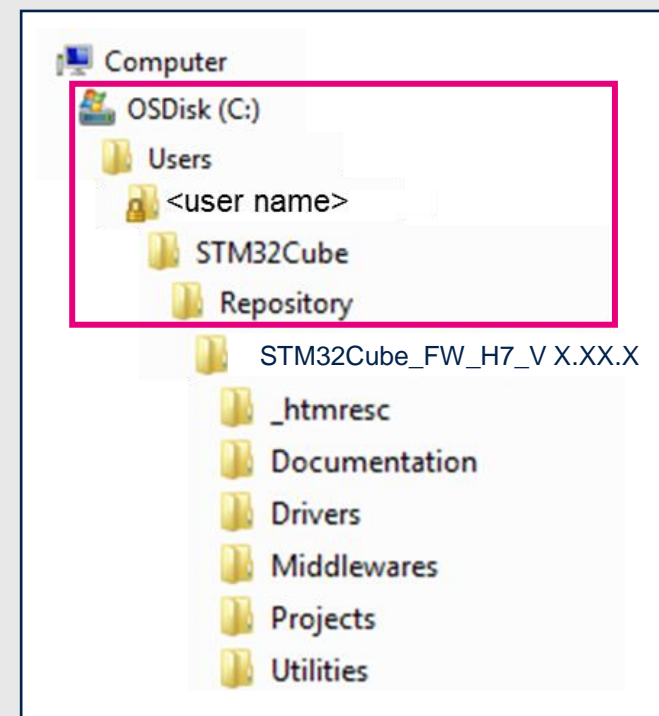 Computer
OSDisk (C:)
Users
<user name>
STM32Cube
Repository
STM32Cube_FW_H7_V X.XX.X
_htmresc
Documentation
Drivers
Middlewares
Projects
Utilities